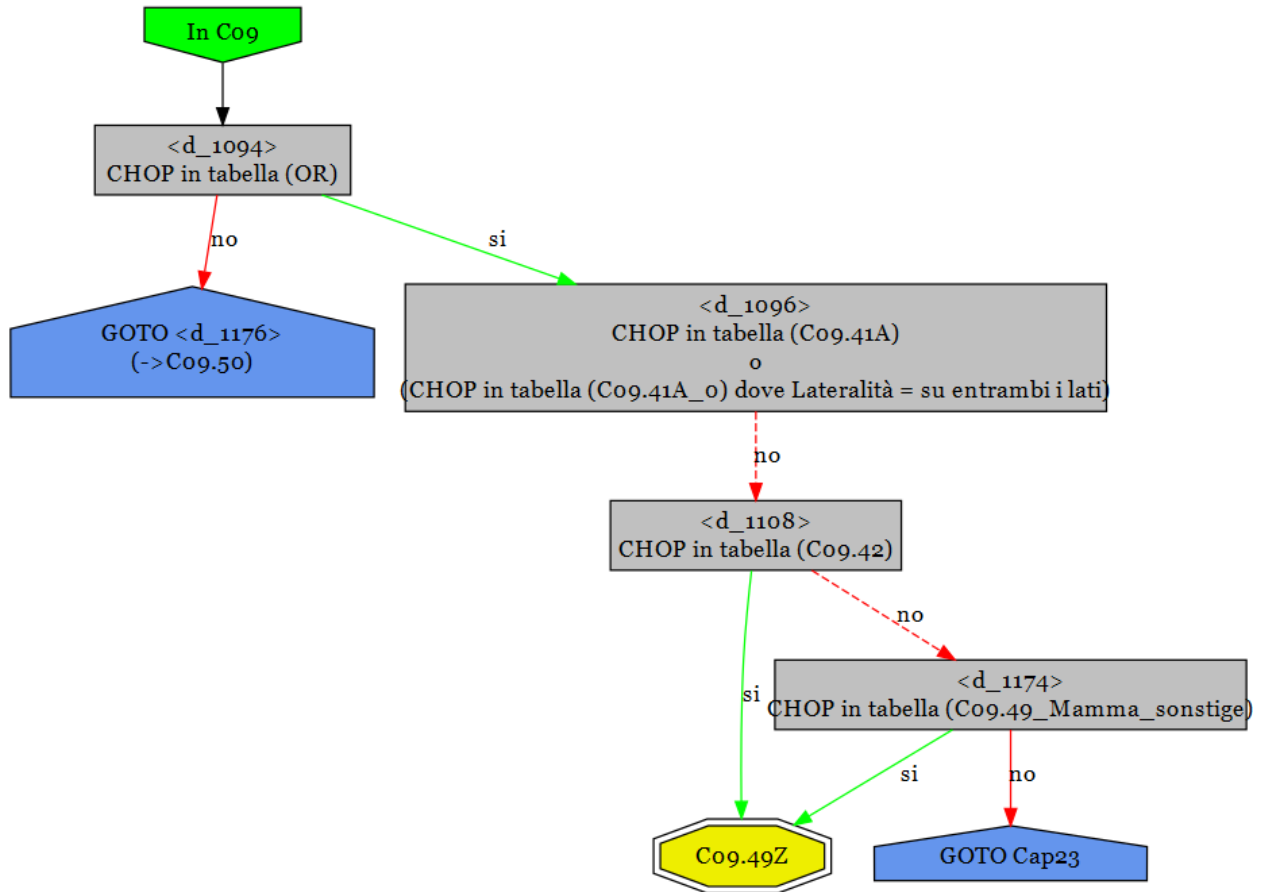 In C09
<d_1094>
CHOP in tabella (OR)
no
si
GOTO <d_1176>
(->C09.50)
<d_1096>
CHOP in tabella (C09.41A)
o
(CHOP in tabella (C09.41A_0) dove Lateralità = su entrambi i lati)
no
<d_1108>
CHOP in tabella (C09.42)
no
si
<d_1174>
CHOP in tabella (C09.49_Mamma_sonstige)
si
no
C09.49Z
GOTO Cap23